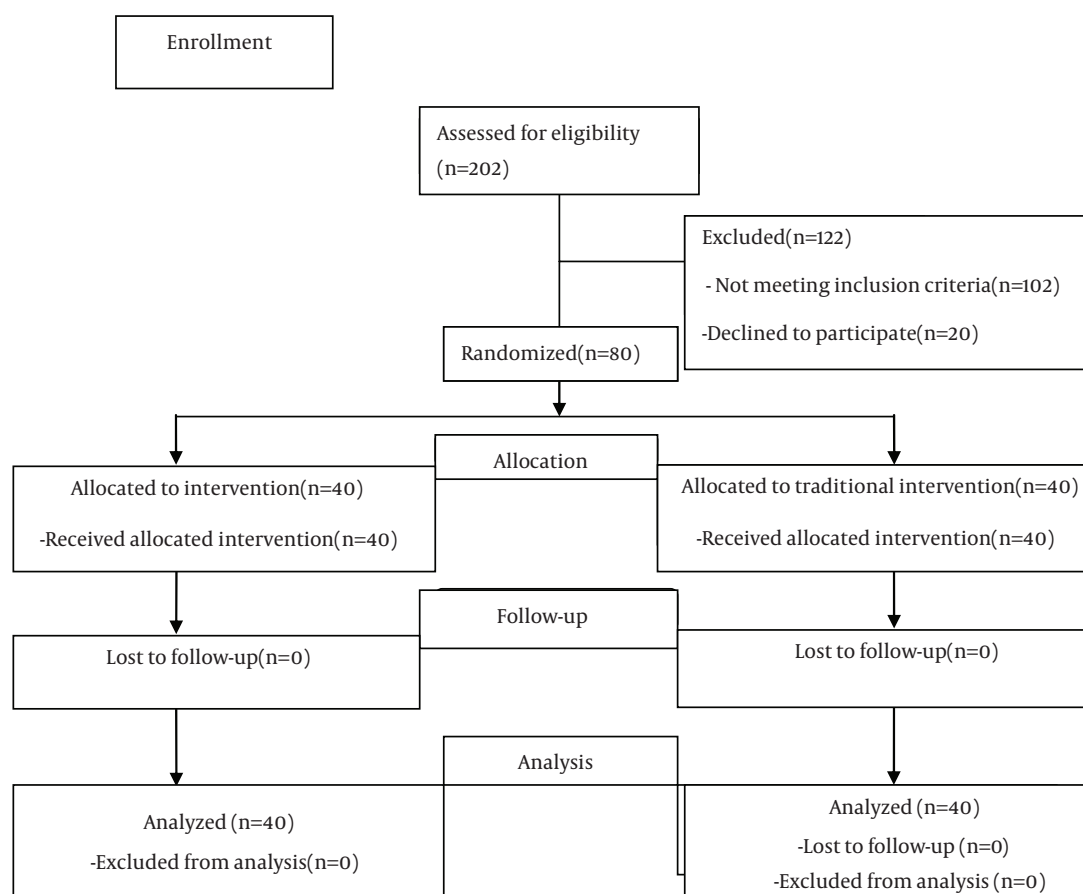 Enrollment
Assessed for eligibility
(n=202)
Excluded(n=122)
- Not meeting inclusion criteria(n=102)
-Declined to participate(n=20)
Randomized(n=80)
Allocation
Allocated to intervention(n=40)
-Received allocated intervention(n=40)
Allocated to traditional intervention(n=40)
-Received allocated intervention(n=40)
Follow-up
Lost to follow-up(n=0)
Lost to follow-up(n=0)
Analysis
Analyzed (n=40)
-Excluded from analysis(n=0)
Analyzed (n=40)
-Lost to follow-up (n=0)
-Excluded from analysis (n=0)